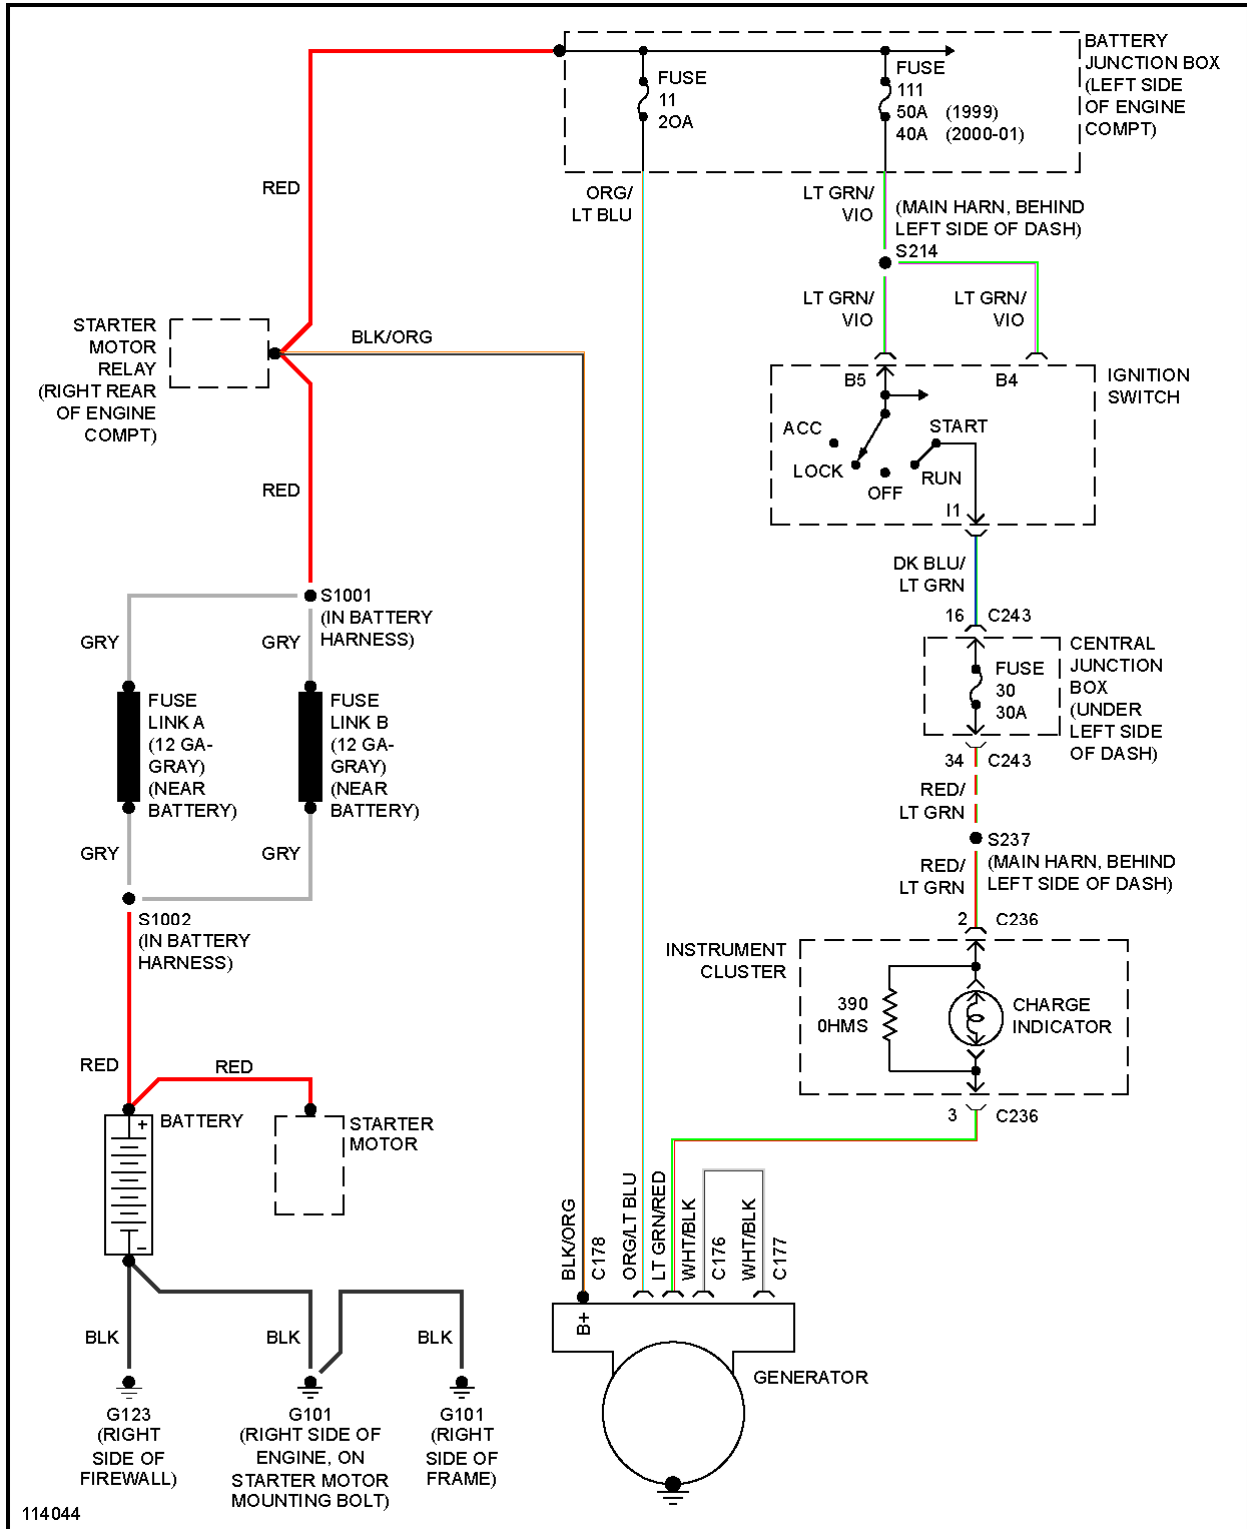 BATTERY
JUNCTION BOX
(LEFT SIDE
OF ENGINE
COMPT)
FUSE
11
20A
FUSE
111
50A (1999)
40A (2000-01)
RED
ORG/
LT BLU
LT GRN/
VIO
(MAIN HARN, BEHIND
LEFT SIDE OF DASH)
S214
LT GRN/
VIO
LT GRN/
VIO
STARTER
MOTOR
RELAY
(RIGHT REAR
OF ENGINE
COMPT)
BLK/ORG
B5
B4
IGNITION
SWITCH
ACC
START
LOCK
RUN
OFF
I1
RED
DK BLU/
LT GRN
16
C243
S1001
(IN BATTERY
HARNESS)
GRY
GRY
FUSE
30
30A
CENTRAL
JUNCTION
BOX
(UNDER
LEFT SIDE
OF DASH)
FUSE
LINK A
(12 GA-
GRAY)
(NEAR
BATTERY)
FUSE
LINK B
(12 GA-
GRAY)
(NEAR
BATTERY)
34
C243
RED/
LT GRN
S237
(MAIN HARN, BEHIND
LEFT SIDE OF DASH)
GRY
GRY
RED/
LT GRN
2
C236
S1002
(IN BATTERY
HARNESS)
INSTRUMENT
CLUSTER
390
OHMS
CHARGE
INDICATOR
RED
RED
3
C236
BATTERY
+
-
STARTER
MOTOR
BLK/ORG
C178
ORG/LT BLU
LT GRN/RED
WHT/BLK
C176
WHT/BLK
C177
B+
GENERATOR
BLK
BLK
BLK
G123
(RIGHT
SIDE OF
FIREWALL)
G101
(RIGHT SIDE OF
ENGINE, ON
STARTER MOTOR
MOUNTING BOLT)
G101
(RIGHT
SIDE OF
FRAME)
114044